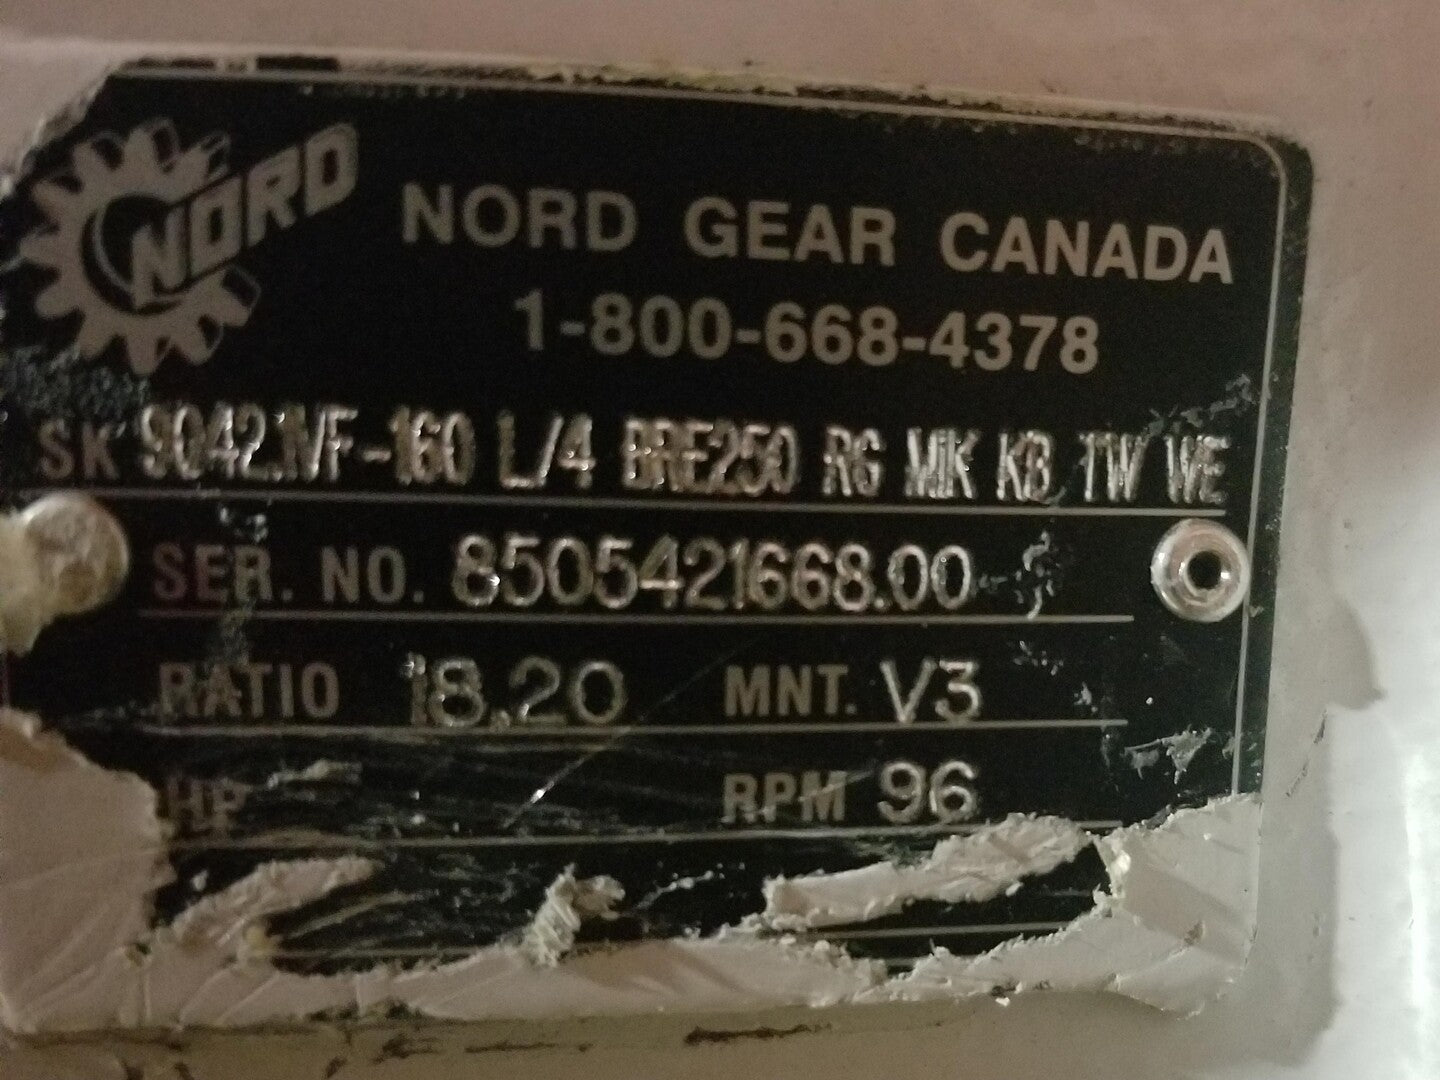 NORD
NORD GEAR CANADA
1-800-668-4378
SK 9042.1VF-160 L/4 BRE250 RG MIK KB TW WE
SER. NO. 8505421668.00
RATIO 18.20 MNT. V3
HP RPM 96